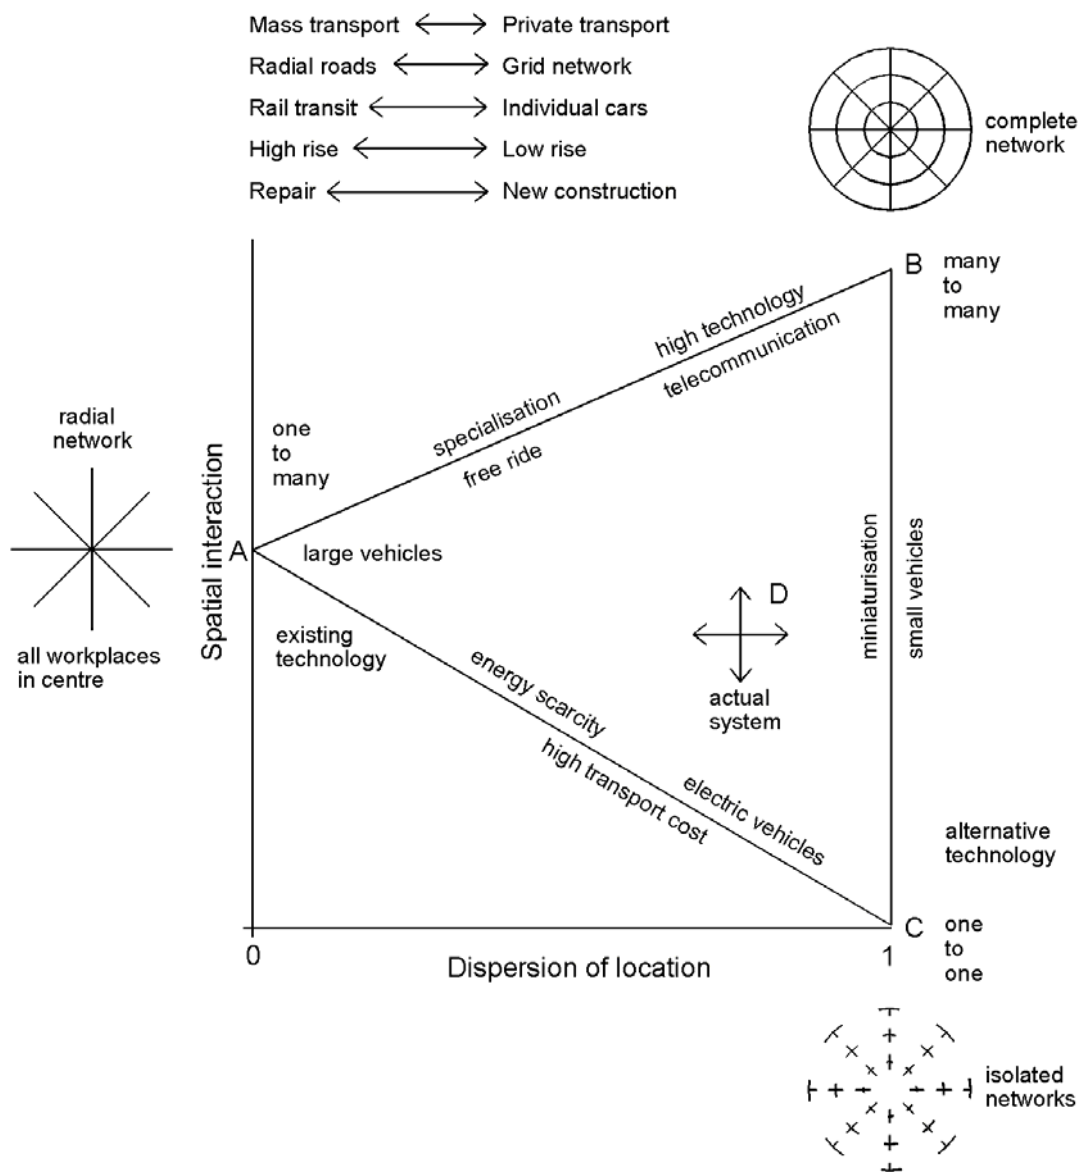 Mass transport Private transport
Radial roads Grid network
Rail transit Individual cars
High rise Low rise
Repair New construction
complete
network
B
many
to
many
high technology
telecommunication
specialisation
free ride
one
to
many
radial
network
A
large vehicles
Spatial interaction
all workplaces
in centre
existing
technology
energy scarcity
high transport cost
electric vehicles
D
actual
system
miniaturisation
small vehicles
alternative
technology
C
one
to
one
0
1
Dispersion of location
isolated
networks